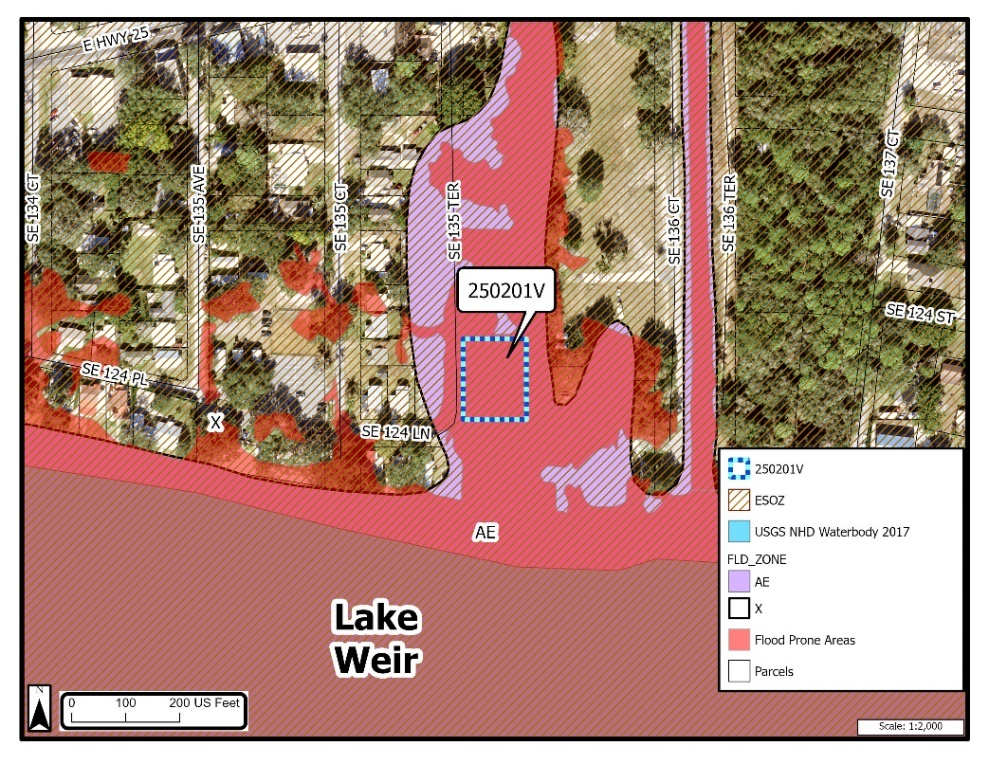 E HWY 25
SE 134 CT
SE 135 AVE
SE 135 CT
SE 135 TER
SE 136 CT
SE 136 TER
SE 137 CT
250201V
SE 124 ST
SE 124 PL
X
SE 124 LN
AE
Lake
Weir
250201V
ESOZ
USGS NHD Waterbody 2017
FLD_ZONE
AE
X
Flood Prone Areas
Parcels
N
0 100 200 US Feet
Scale: 1:2,000